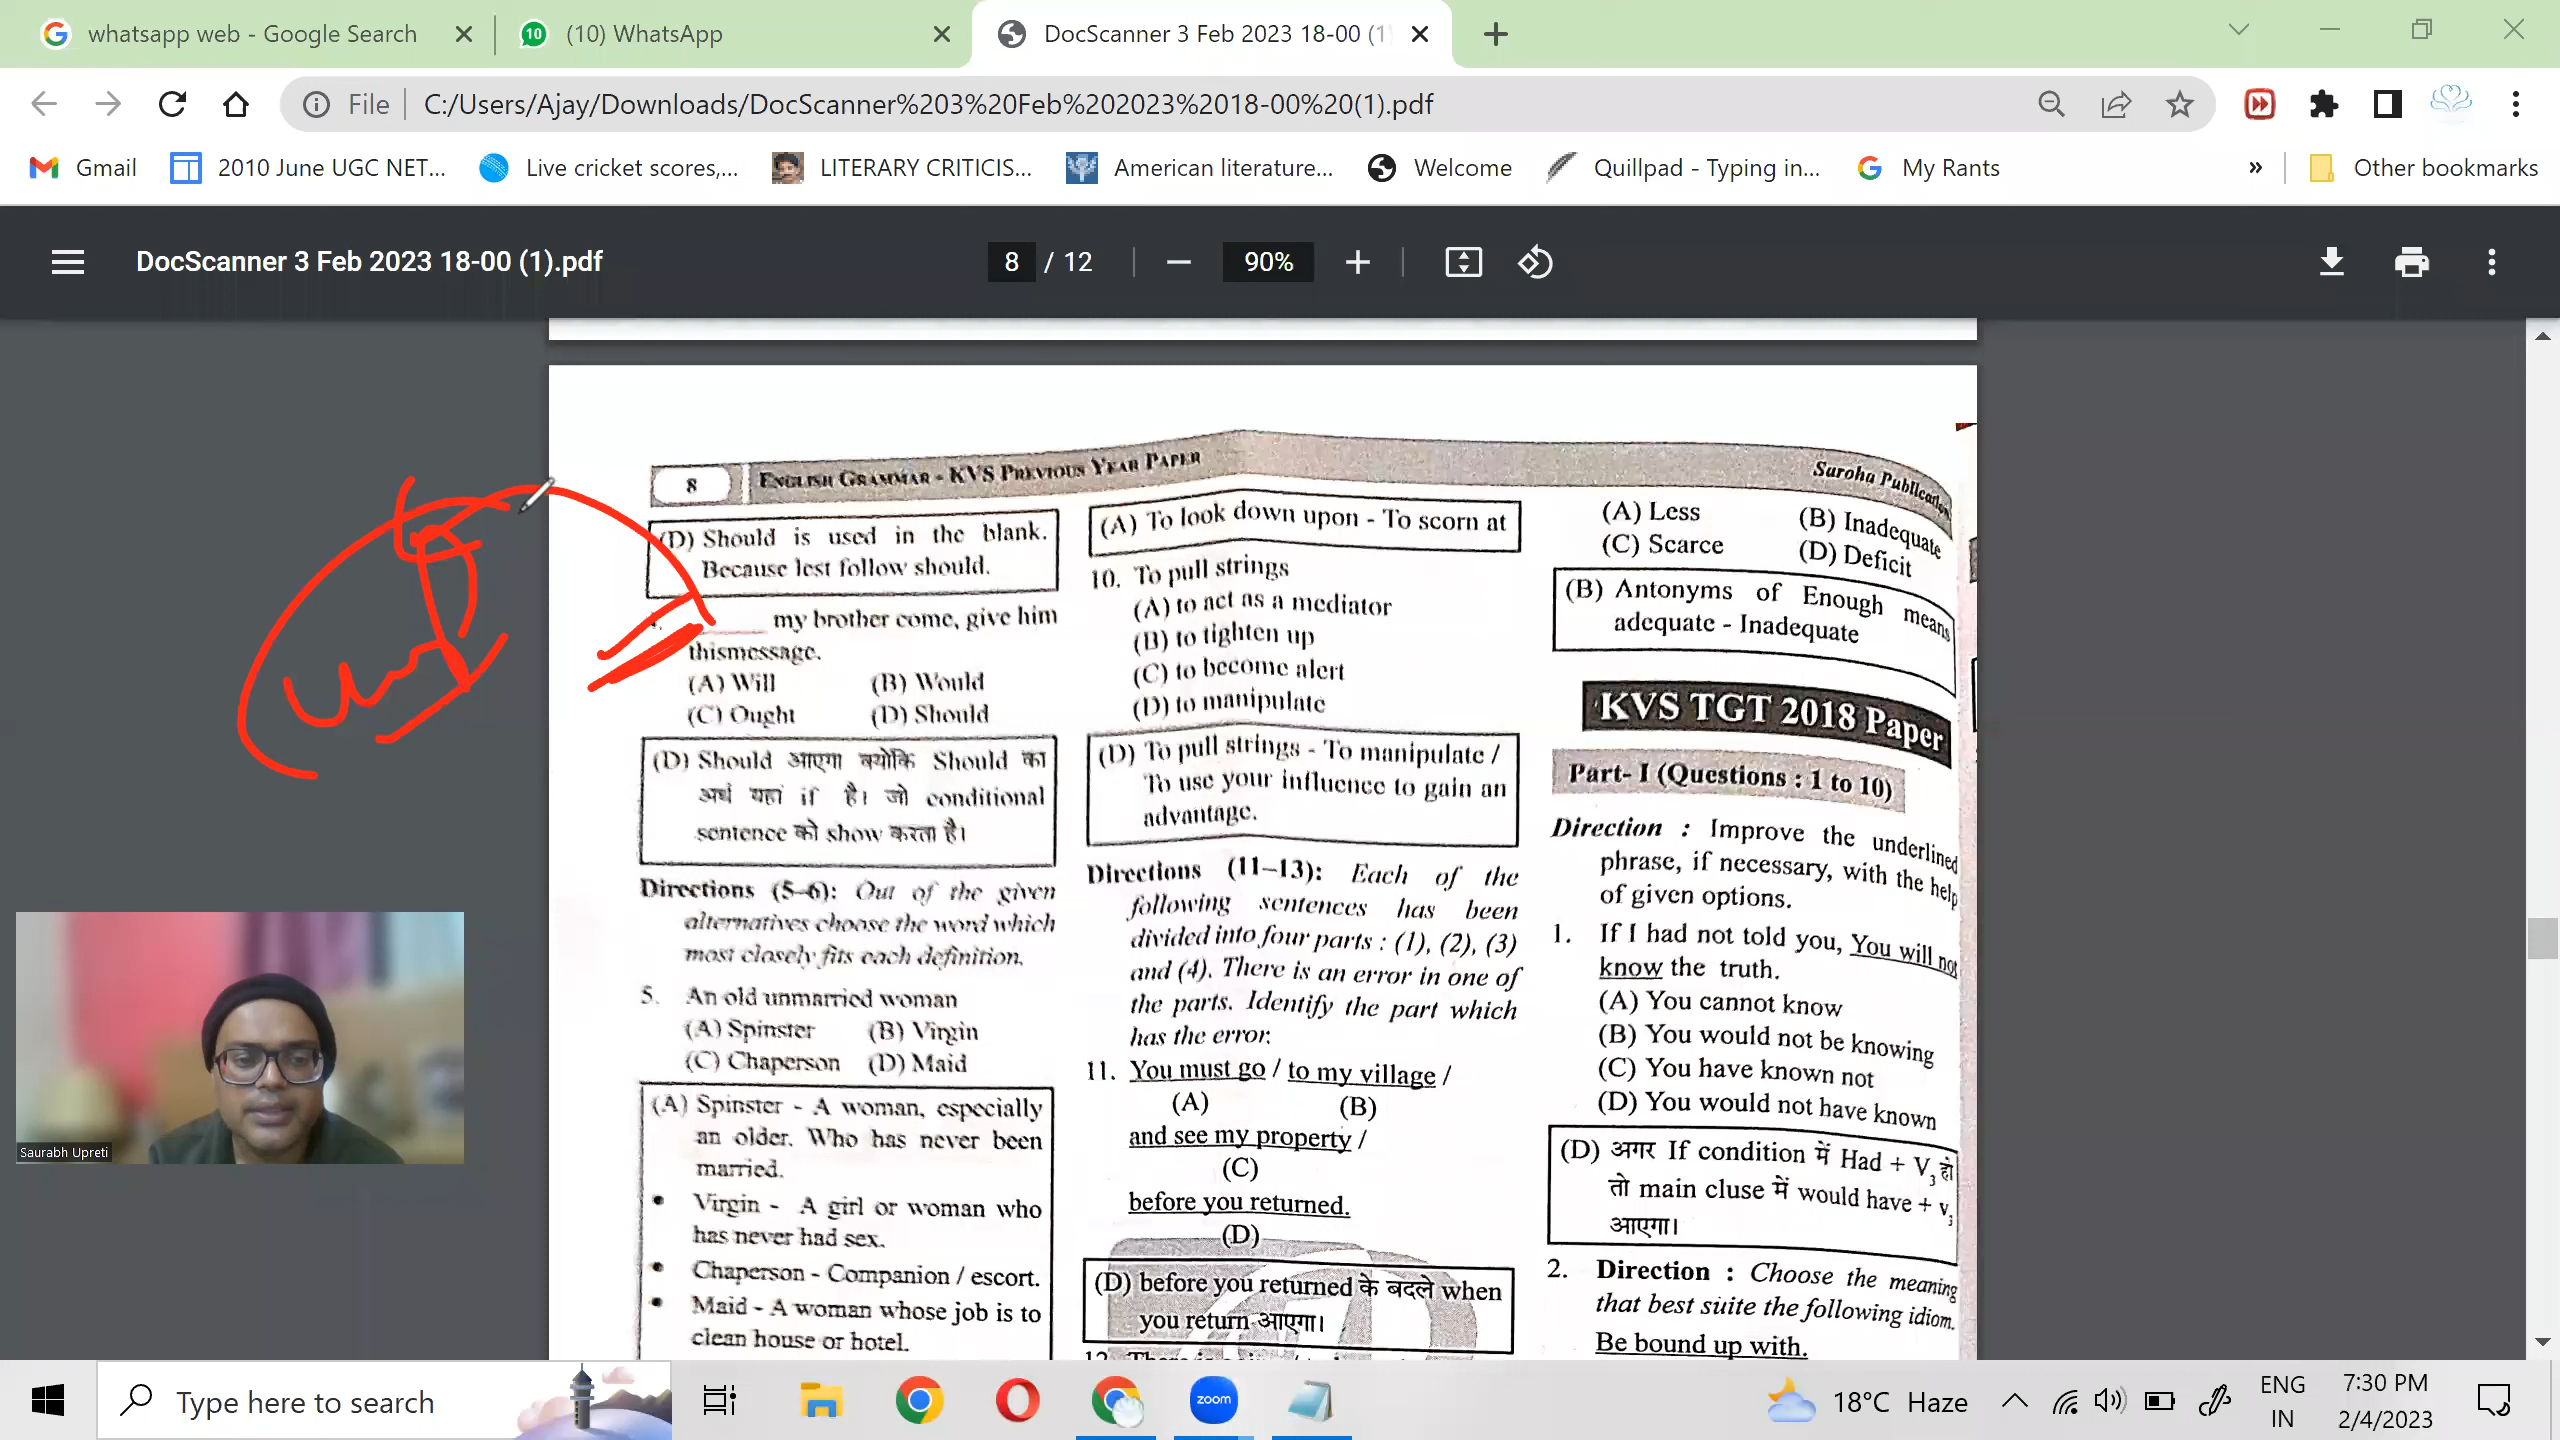 whatsapp web - Google Search
10
(10) WhatsApp
DocScanner 3 Feb 2023 18-00 (1
File
C:/Users/Ajay/Downloads/DocScanner%203%20Feb%202023%2018-00%20(1).pdf
Gmail
2010 June UGC NET...
Live cricket scores,...
LITERARY CRITICIS...
American literature...
Welcome
Quillpad - Typing in...
My Rants
»
Other bookmarks
DocScanner 3 Feb 2023 18-00 (1).pdf
8 / 12
90%
8
ENGLISH GRAMMAR - KVS PREVIOUS YEAR PAPER
Suroha Publication
(D) Should is used in the blank.
Because lest follow should.
my brother come, give him
thismessage.
(A) Will (B) Would
(C) Ought (D) Should
(D) Should आएगा क्योकि Should का
अर्थ यहां if है। जो conditional
sentence को show करता है।
Directions (5–6): Out of the given
alternatives choose the word which
most closely fits each definition.
5. An old unmarried woman
(A) Spinster (B) Virgin
(C) Chaperson (D) Maid
(A) Spinster - A woman, especially
an older. Who has never been
married.
• Virgin - A girl or woman who
has never had sex.
• Chaperson - Companion / escort.
• Maid - A woman whose job is to
clean house or hotel.
(A) To look down upon - To scorn at
10. To pull strings
(A) to act as a mediator
(B) to tighten up
(C) to become alert
(D) to manipulate
(D) To pull strings - To manipulate /
To use your influence to gain an
advantage.
Directions (11–13): Each of the
following sentences has been
divided into four parts : (1), (2), (3)
and (4). There is an error in one of
the parts. Identify the part which
has the error.
11. You must go / to my village /
(A) (B)
and see my property /
(C)
before you returned.
(D)
(D) before you returned के बदले when
you return आएगा।
(A) Less (B) Inadequate
(C) Scarce (D) Deficit
(B) Antonyms of Enough means
adequate - Inadequate
KVS TGT 2018 Paper
Part- I (Questions : 1 to 10)
Direction : Improve the underlined
phrase, if necessary, with the help
of given options.
1. If I had not told you, You will not
know the truth.
(A) You cannot know
(B) You would not be knowing
(C) You have known not
(D) You would not have known
(D) अगर If condition में Had + V3 हो
तो main cluse में would have + v3
आएगा।
2. Direction : Choose the meaning
that best suite the following idiom.
Be bound up with.
Saurabh Upreti
Type here to search
zoom
18°C Haze
ENG
IN
7:30 PM
2/4/2023